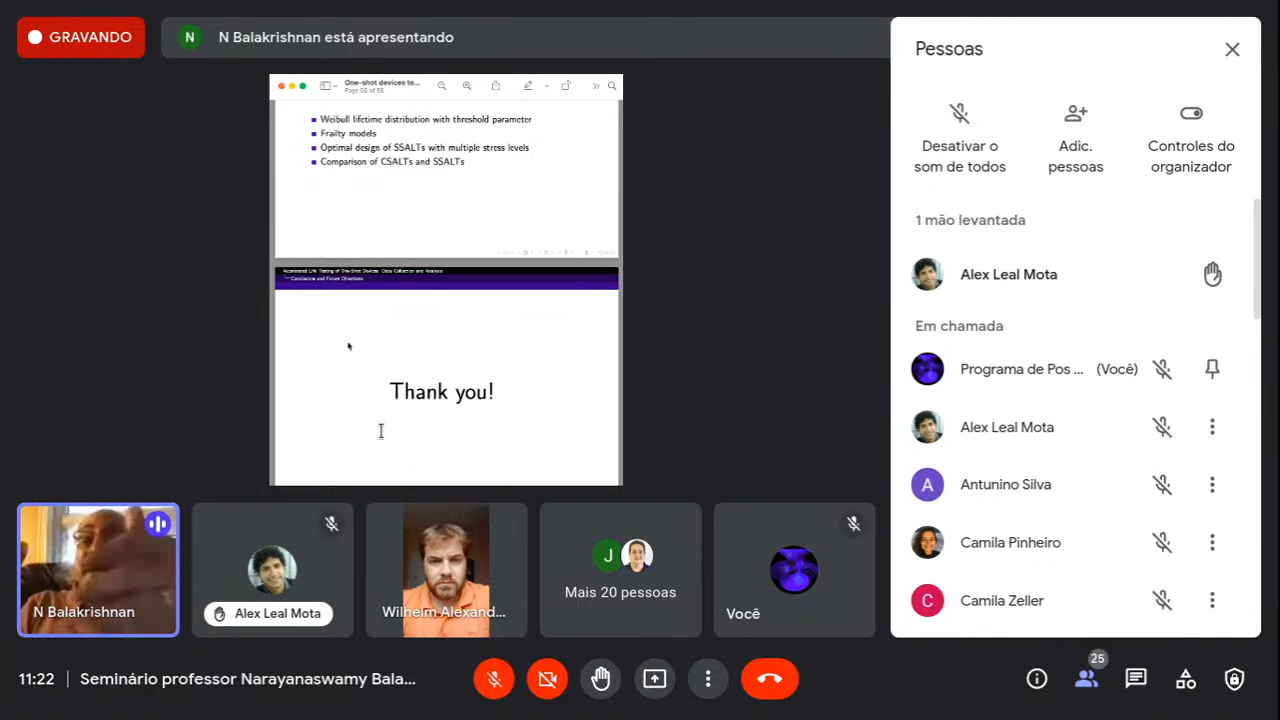 GRAVANDO
N
N Balakrishnan está apresentando
One-shot devices te...
Page 66 of 66
Weibull lifetime distribution with threshold parameter
Frailty models
Optimal design of SSALTs with multiple stress levels
Comparison of CSALTs and SSALTs
Accelerated Life Testing of One-Shot Devices: Data Collection and Analysis
Conclusions and Future Directions
Thank you!
N Balakrishnan
Alex Leal Mota
Wilhelm Alexand...
J
Mais 20 pessoas
Você
Pessoas
Desativar o
som de todos
Adic.
pessoas
Controles do
organizador
1 mão levantada
Alex Leal Mota
Em chamada
Programa de Pos ... (Você)
Alex Leal Mota
A
Antunino Silva
Camila Pinheiro
C
Camila Zeller
11:22
Seminário professor Narayanaswamy Bala...
25